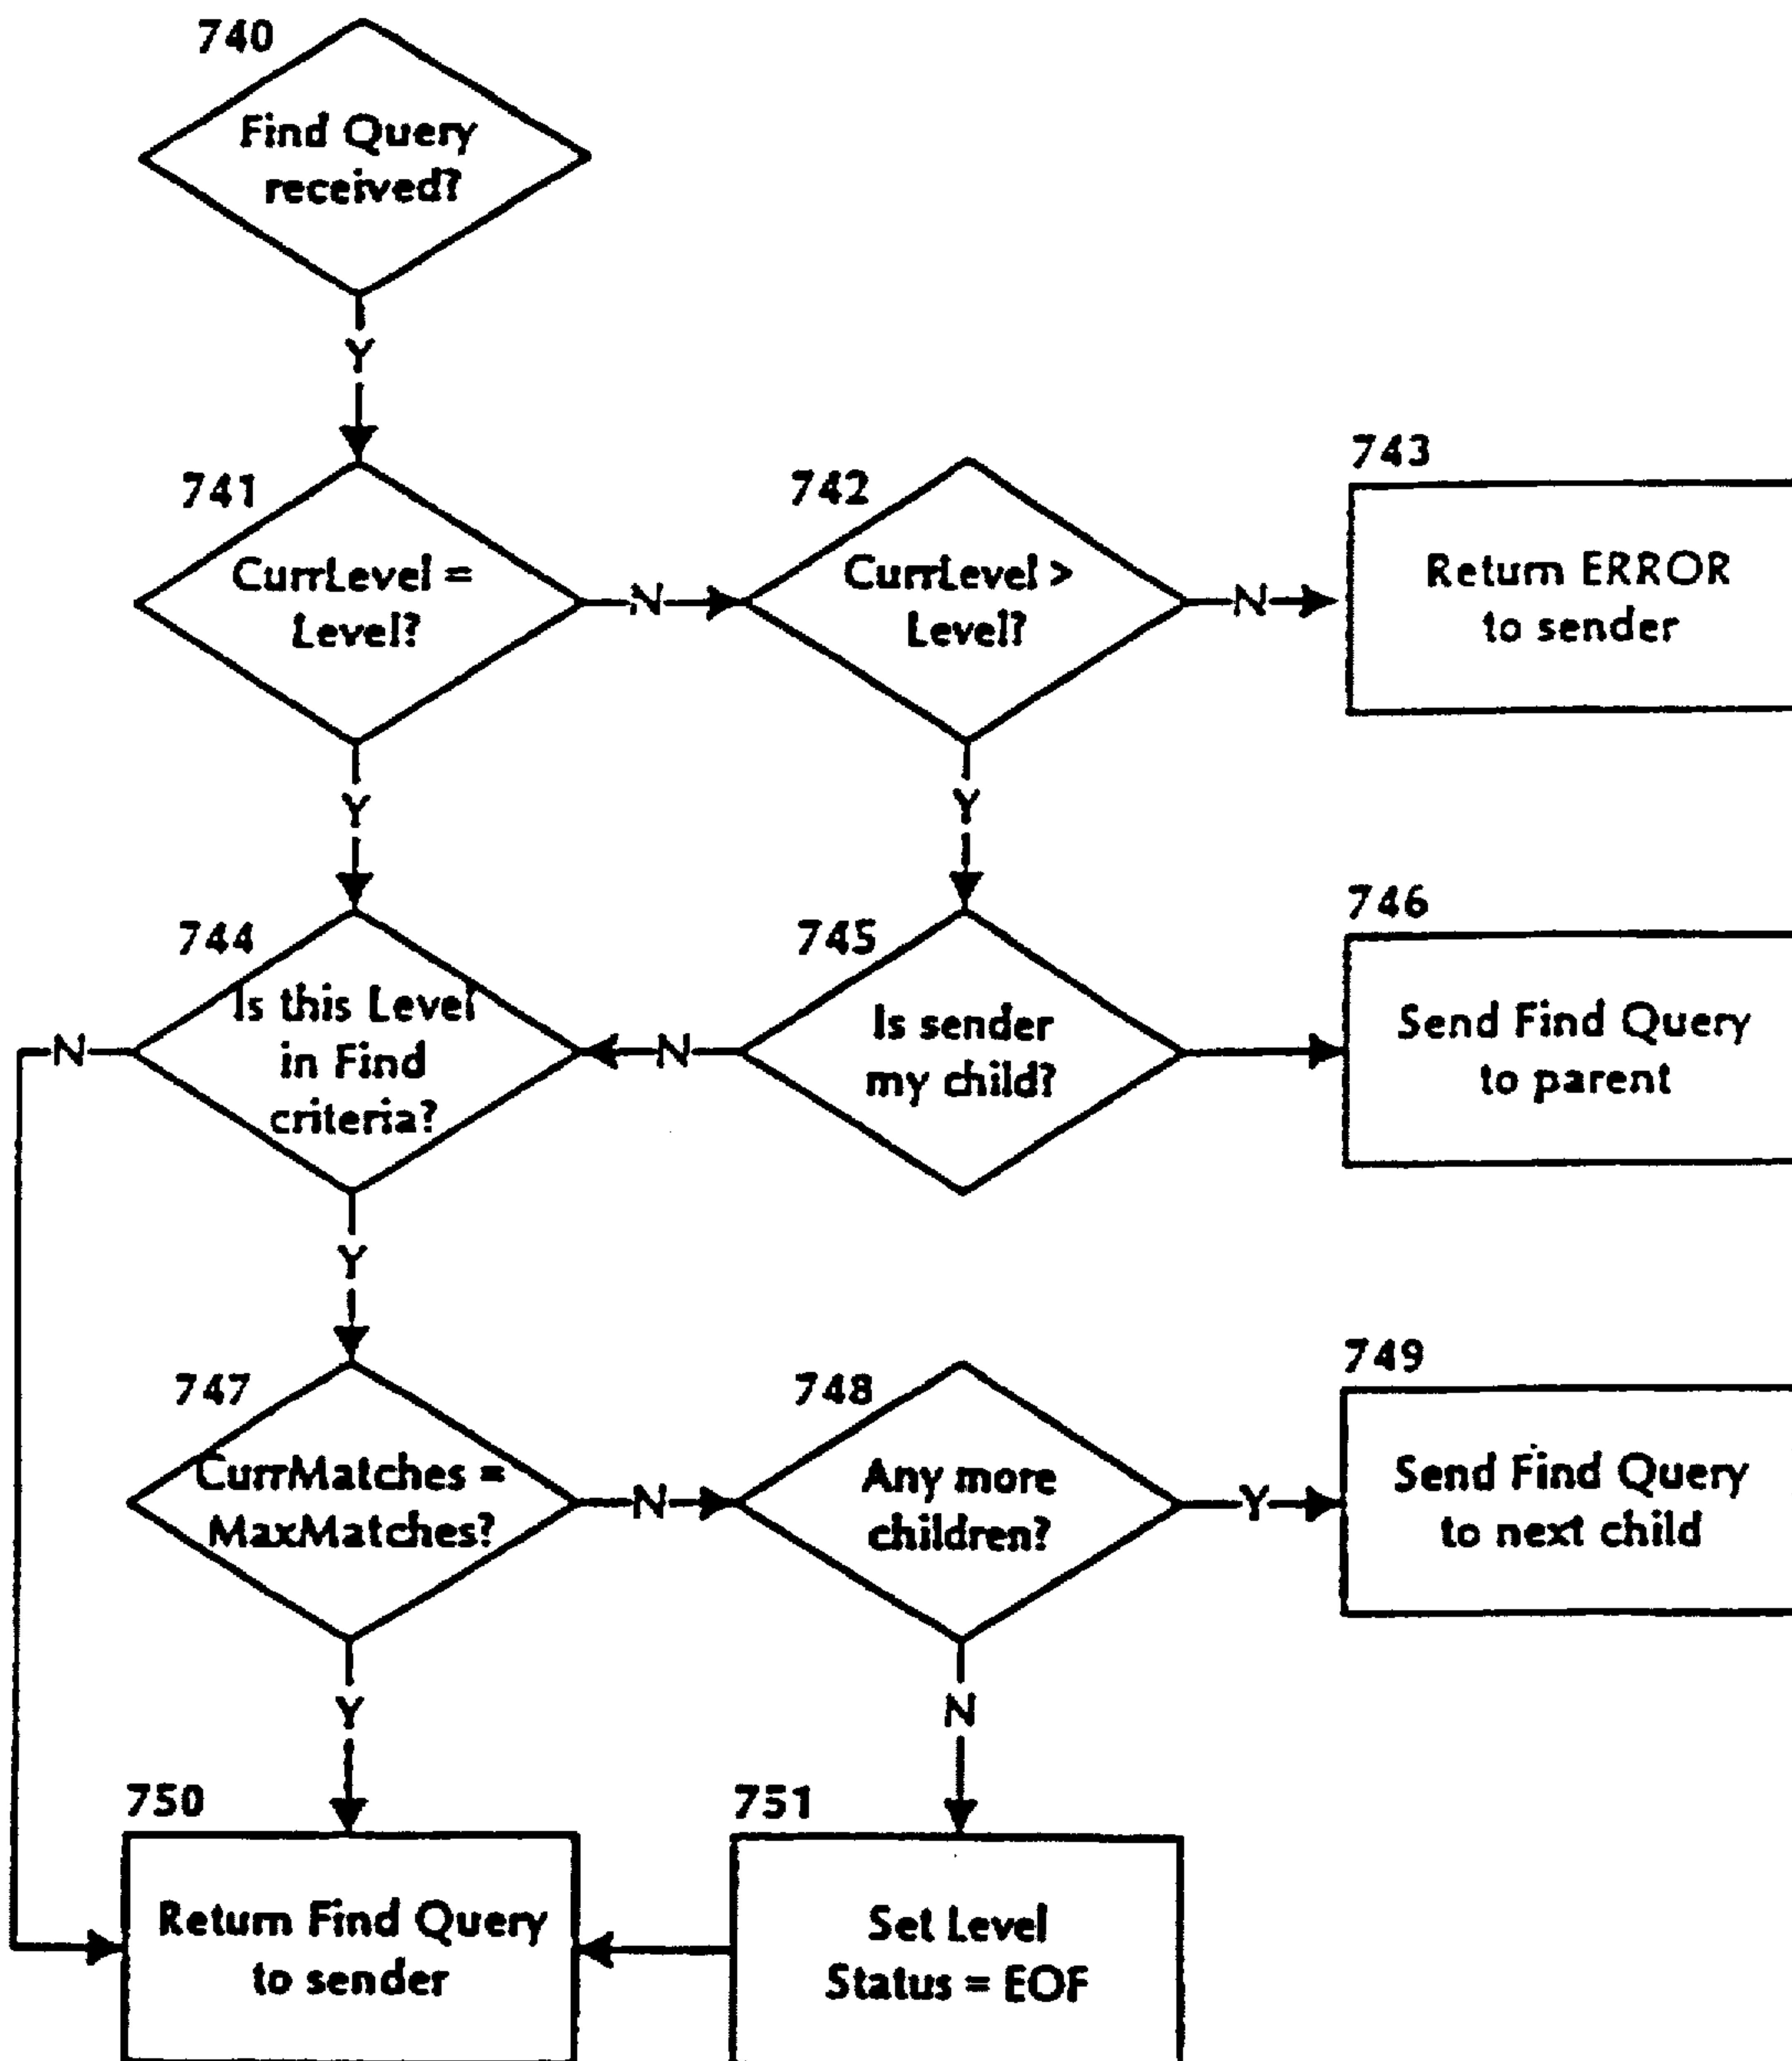 740
Find Query
received?
Y
741
CurrLevel =
Level?
N
742
CurrLevel >
Level?
N
743
Return ERROR
to sender
Y
Y
744
Is this Level
in Find
criteria?
N
N
745
Is sender
my child?
746
Send Find Query
to parent
Y
747
CurrMatches =
MaxMatches?
N
748
Any more
children?
Y
749
Send Find Query
to next child
Y
N
750
Return Find Query
to sender
751
Set Level
Status = EOF